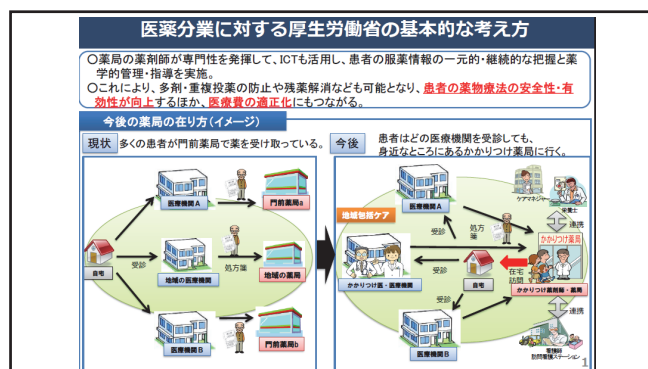 医薬分業に対する厚生労働省の基本的な考え方
○薬局の薬剤師が専門性を発揮して、ICTも活用し、患者の服薬情報の一元的・継続的な把握と薬
学的管理・指導を実施。
○これにより、多剤・重複投薬の防止や残薬解消なども可能となり、患者の薬物療法の安全性・有
効性が向上するほか、医療費の適正化にもつながる。
今後の薬局の在り方（イメージ）
現状 多くの患者が門前薬局で薬を受け取っている。
医療機関A
門前薬局a
自宅
受診
地域の医療機関
処方薬
地域の薬局
医療機関B
門前薬局b
今後 患者はどの医療機関を受診しても、
身近なところにあるかかりつけ薬局に行く。
ケアマネジャー
栄養士
医療機関A
地域包括ケア
受診
処方
薬
連携
かかりつけ薬局
かかりつけ医・医療機関
受診
自宅
在宅
訪問
かかりつけ薬剤師・薬局
受診
連携
医療機関B
看護師
訪問看護ステーション
1